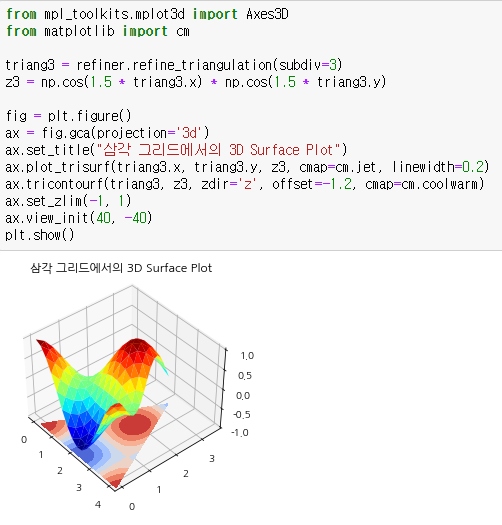 from mpl_toolkits.mplot3d import Axes3D
from matplotlib import cm
triang3 = refiner.refine_triangulation(subdiv=3)
z3 = np.cos(1.5 * triang3.x) * np.cos(1.5 * triang3.y)
fig = plt.figure()
ax = fig.gca(projection='3d')
ax.set_title("삼각 그리드에서의 3D Surface Plot")
ax.plot_trisurf(triang3.x, triang3.y, z3, cmap=cm.jet, linewidth=0.2)
ax.tricontourf(triang3, z3, zdir='z', offset=-1.2, cmap=cm.coolwarm)
ax.set_zlim(-1, 1)
ax.view_init(40, -40)
plt.show()
삼각 그리드에서의 3D Surface Plot
1,0
0,5
0,0
-0,5
-1,0
0
1
2
3
4
0
1
2
3